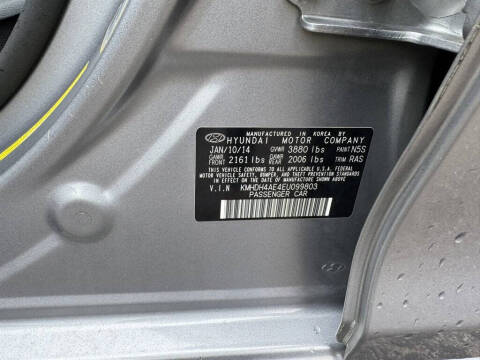 MANUFACTURED IN KOREA BY
HYUNDAI MOTOR COMPANY
JAN/10/14 GVWR 3880 lbs PAINT N5S
GAWR FRONT 2161 lbs GAWR REAR 2006 lbs TRIM RAS
THIS VEHICLE CONFORMS TO ALL APPLICABLE U.S.A. FEDERAL
MOTOR VEHICLE SAFETY, BUMPER, AND THEFT PREVENTION
STANDARDS IN EFFECT ON THE DATE OF MANUFACTURE SHOWN ABOVE.
V.I.N KMHDH4AE4EU099803
PASSENGER CAR